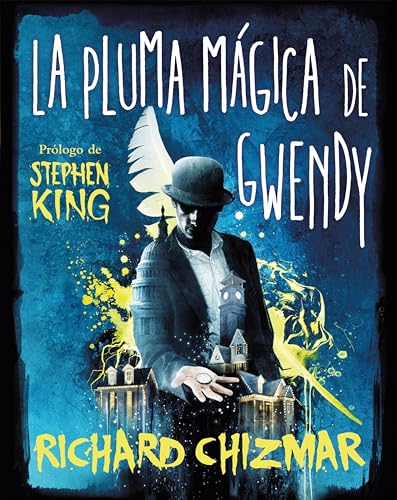 LA PLUMA MÁGICA DE
GWENDY
Prólogo de
STEPHEN
KING
RICHARD CHIZMAR